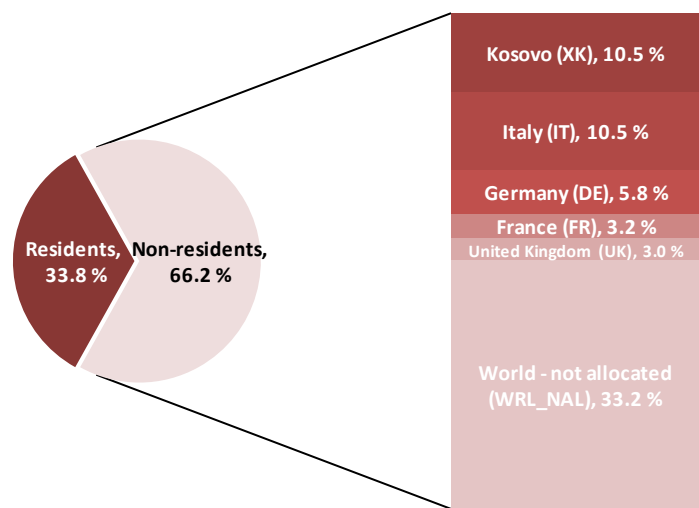 Kosovo (XK), 10.5 %
Italy (IT), 10.5 %
Germany (DE), 5.8 %
France (FR), 3.2 %
United Kingdom (UK), 3.0 %
Residents,
33.8 %
Non-residents,
66.2 %
World - not allocated
(WRL_NAL), 33.2 %